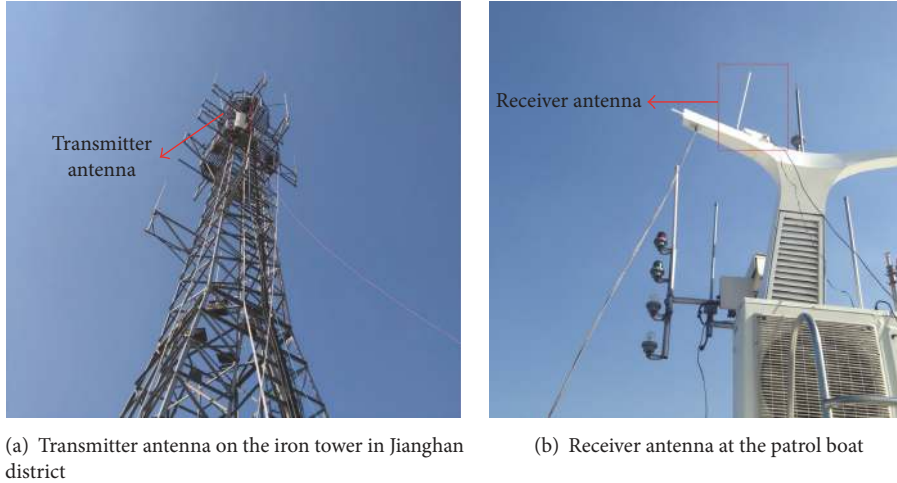 Transmitter
antenna
Receiver antenna
(a) Transmitter antenna on the iron tower in Jianghan
district
(b) Receiver antenna at the patrol boat